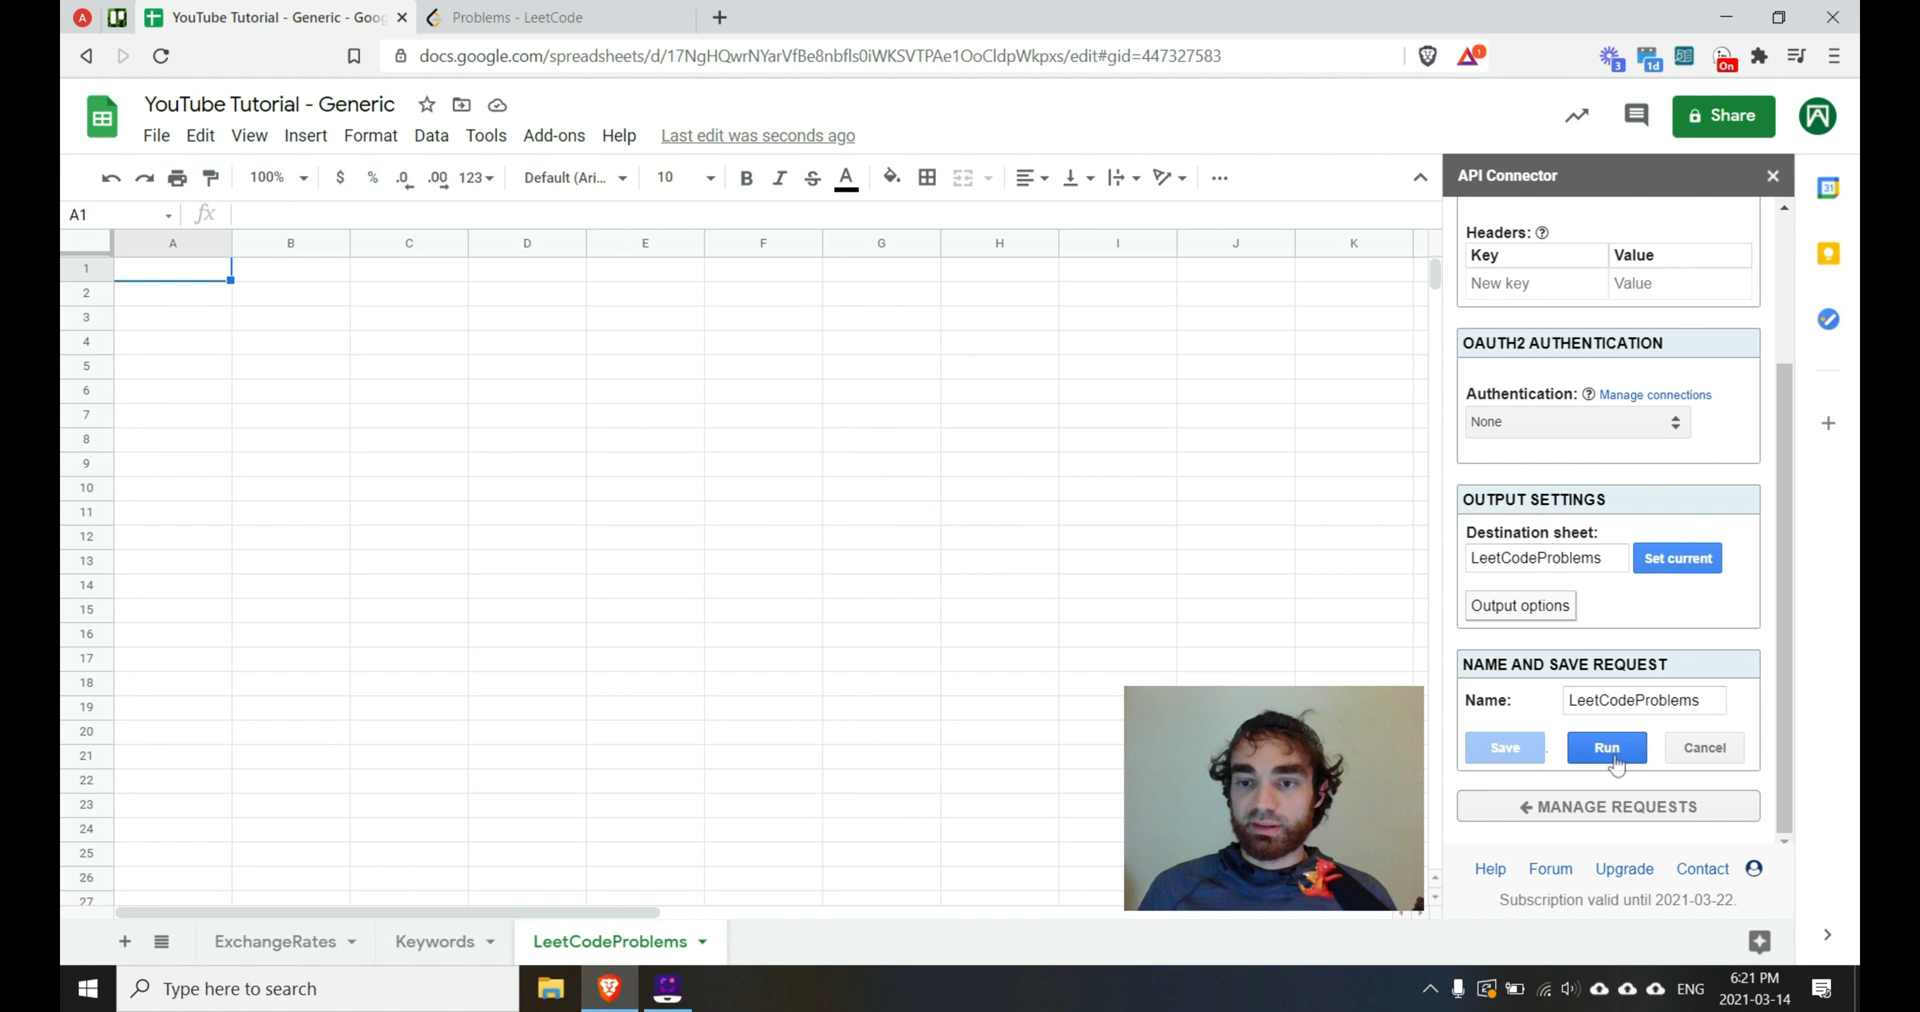 YouTube Tutorial - Generic - Goog
Problems - LeetCode
docs.google.com/spreadsheets/d/17NgHQwrNYarVfBe8nbfls0iWKSVTPAe1OoCldpWkpxs/edit#gid=447327583
1
3
1d
On
YouTube Tutorial - Generic
File Edit View Insert Format Data Tools Add-ons Help Last edit was seconds ago
Share
100% $ % .0 .00 123 Default (Ari... 10 B I S A
API Connector
31
A1 fx
A B C D E F G H I J K
1
2
3
4
5
6
7
8
9
10
11
12
13
14
15
16
17
18
19
20
21
22
23
24
25
26
27
Headers:
Key Value
New key Value
OAUTH2 AUTHENTICATION
Authentication: Manage connections
None
OUTPUT SETTINGS
Destination sheet:
LeetCodeProblems Set current
Output options
NAME AND SAVE REQUEST
Name: LeetCodeProblems
Save Run Cancel
MANAGE REQUESTS
Help Forum Upgrade Contact
Subscription valid until 2021-03-22.
ExchangeRates Keywords LeetCodeProblems
Type here to search
ENG
6:21 PM
2021-03-14